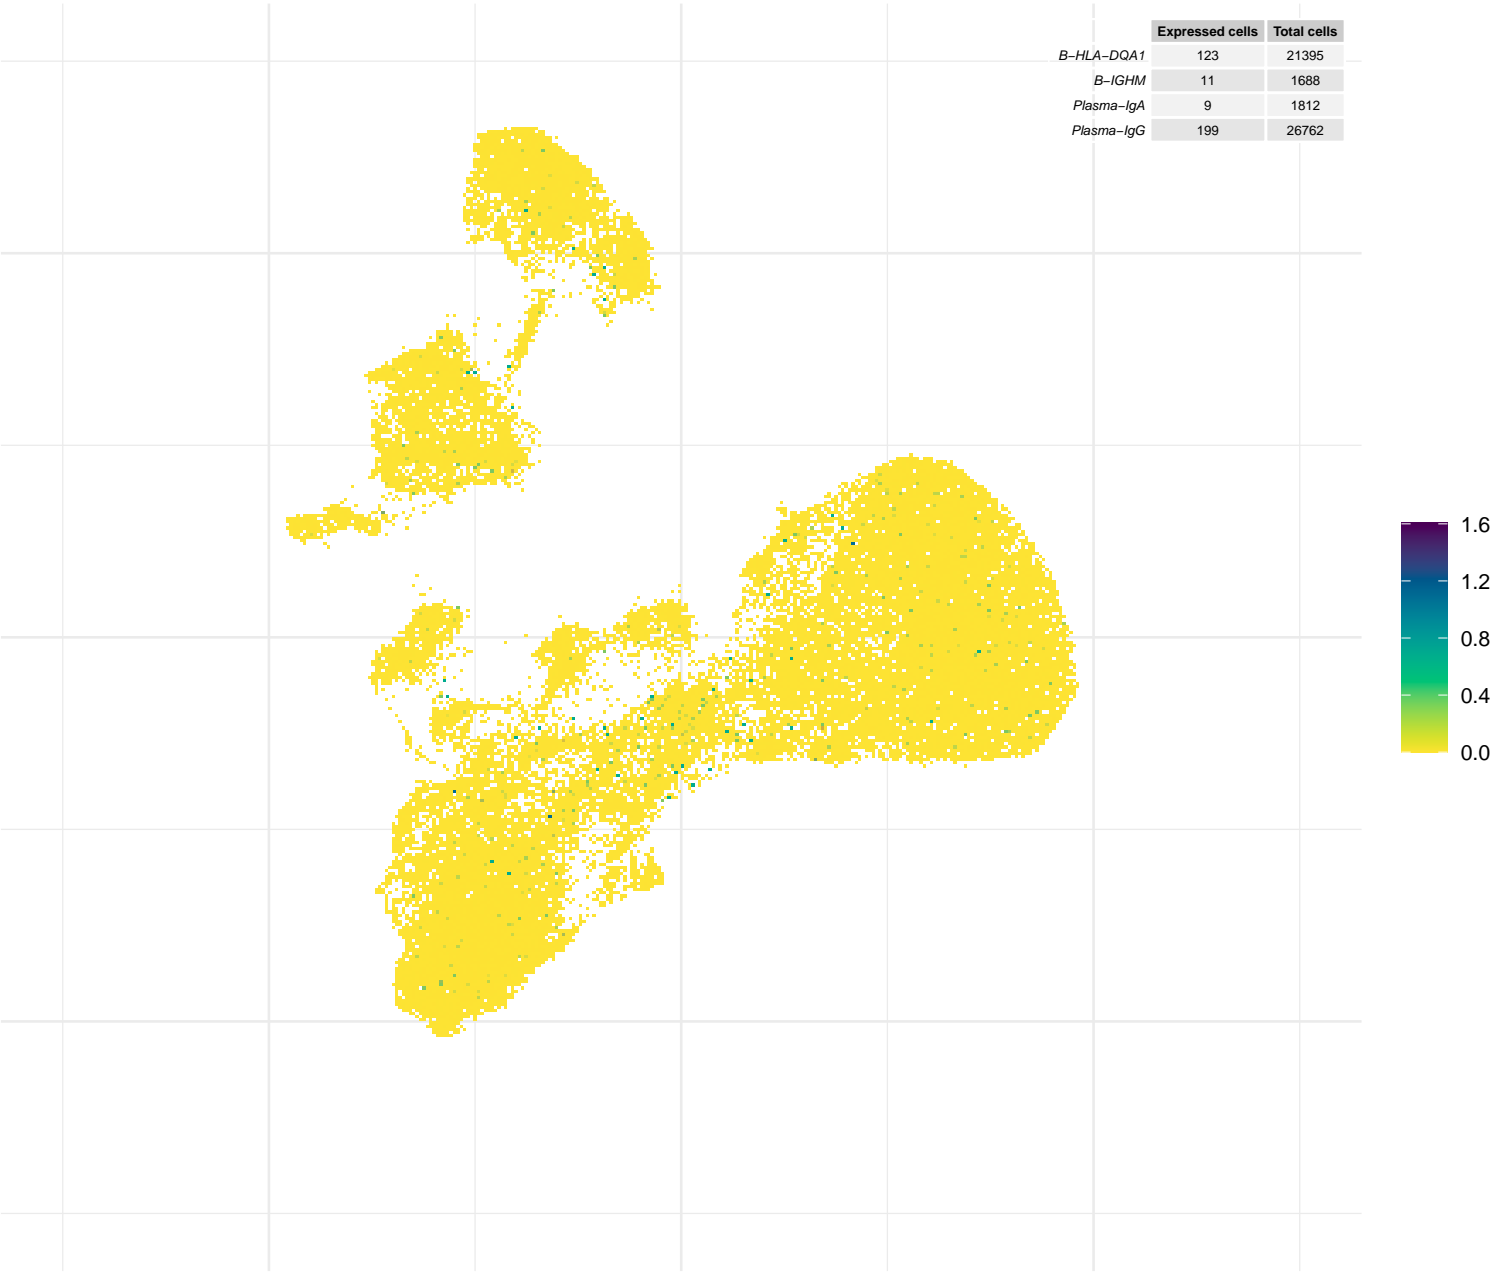 Expressed cells Total cells
B−HLA−DQA1 123 21395
B−IGHM 11 1688
Plasma−IgA 9 1812
Plasma−IgG 199 26762
1.6
1.2
0.8
0.4
0.0